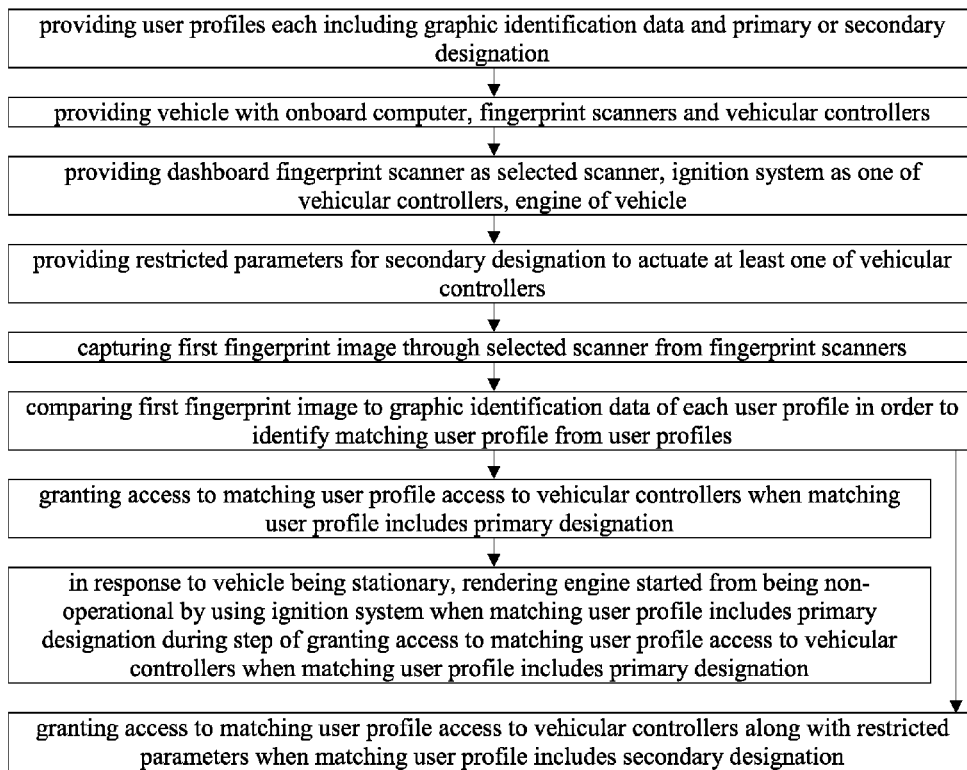 providing user profiles each including graphic identification data and primary or secondary
designation
providing vehicle with onboard computer, fingerprint scanners and vehicular controllers
providing dashboard fingerprint scanner as selected scanner, ignition system as one of
vehicular controllers, engine of vehicle
providing restricted parameters for secondary designation to actuate at least one of vehicular
controllers
capturing first fingerprint image through selected scanner from fingerprint scanners
comparing first fingerprint image to graphic identification data of each user profile in order to
identify matching user profile from user profiles
granting access to matching user profile access to vehicular controllers when matching
user profile includes primary designation
in response to vehicle being stationary, rendering engine started from being non-
operational by using ignition system when matching user profile includes primary
designation during step of granting access to matching user profile access to vehicular
controllers when matching user profile includes primary designation
granting access to matching user profile access to vehicular controllers along with restricted
parameters when matching user profile includes secondary designation